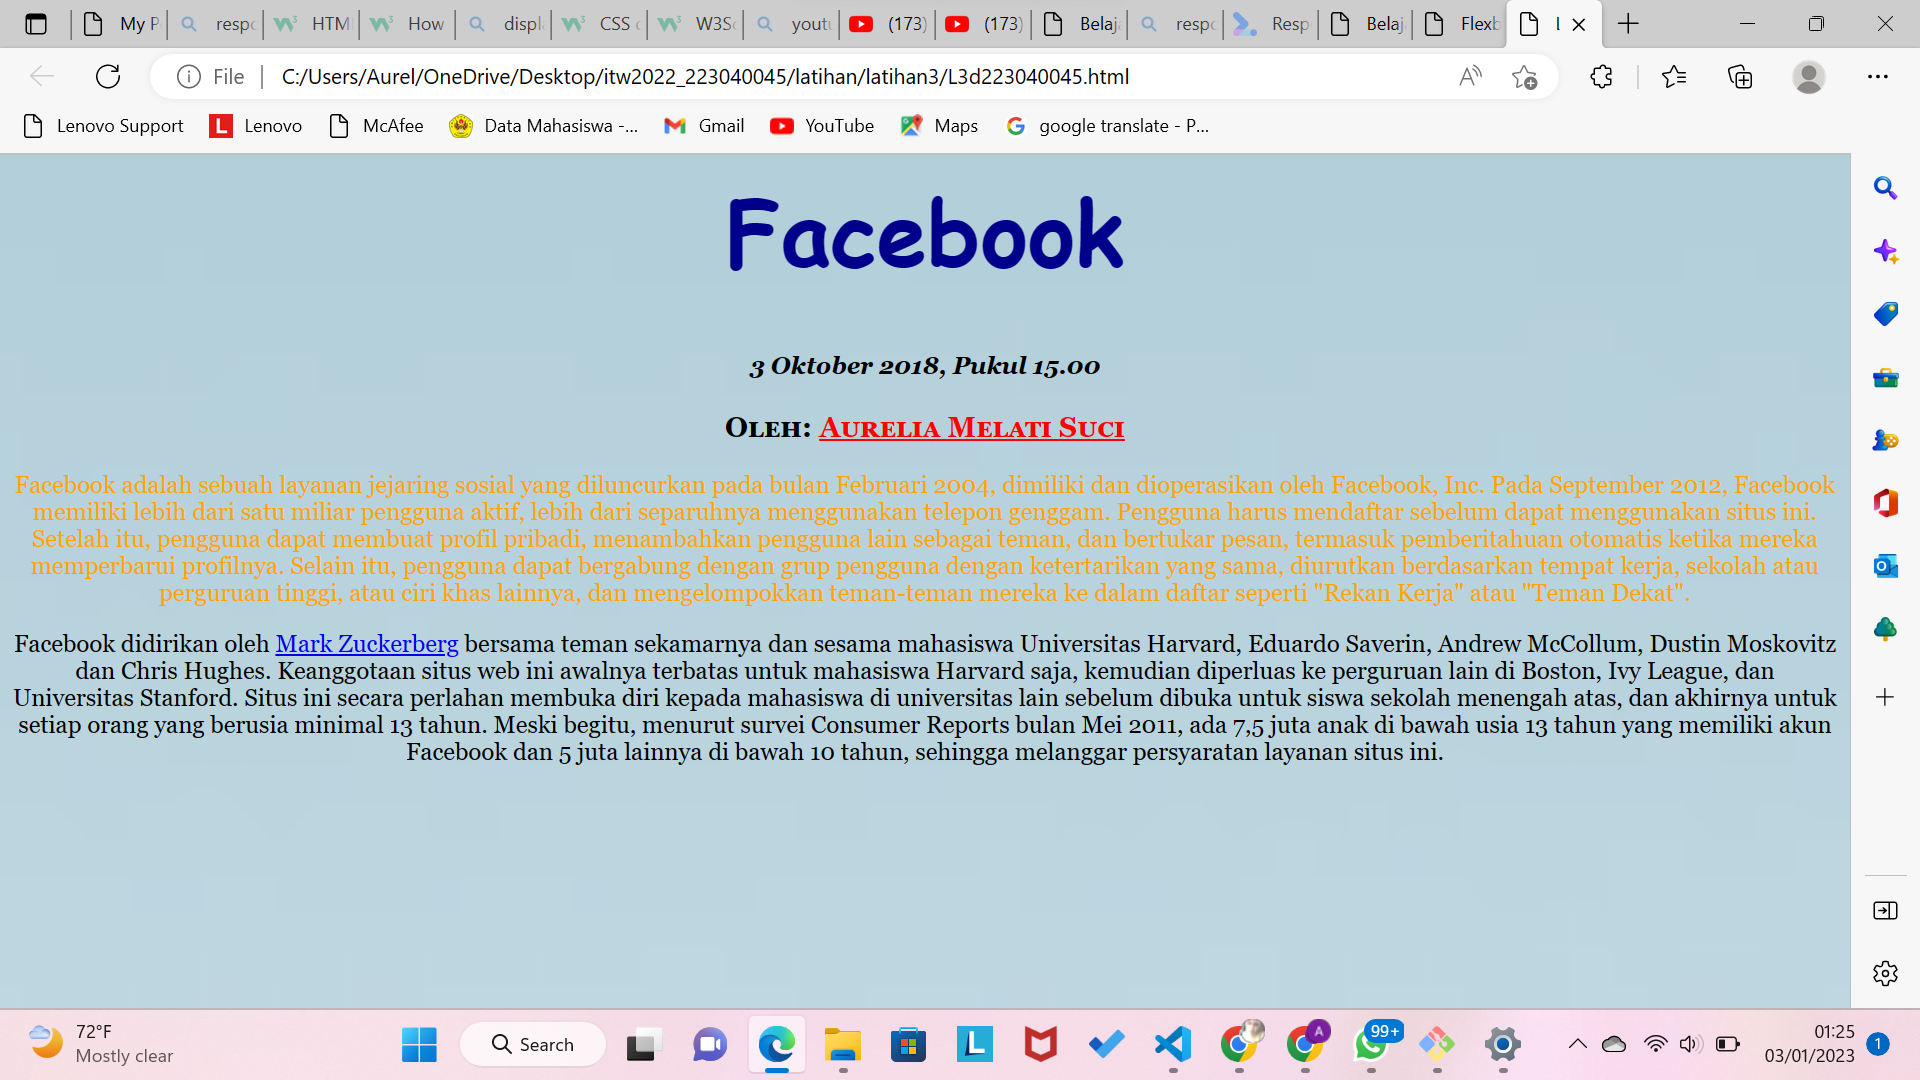 My P
respo
HTM
How
displ
CSS
W3S
youtu
(173)
(173)
Belaj
respo
Resp
Belaj
Flexb
File
C:/Users/Aurel/OneDrive/Desktop/itw2022_223040045/latihan/latihan3/L3d223040045.html
Lenovo Support
Lenovo
McAfee
Data Mahasiswa -...
Gmail
YouTube
Maps
google translate - P...
Facebook
3 Oktober 2018, Pukul 15.00
Oleh: Aurelia Melati Suci
Facebook adalah sebuah layanan jejaring sosial yang diluncurkan pada bulan Februari 2004, dimiliki dan dioperasikan oleh Facebook, Inc. Pada September 2012, Facebook
memiliki lebih dari satu miliar pengguna aktif, lebih dari separuhnya menggunakan telepon genggam. Pengguna harus mendaftar sebelum dapat menggunakan situs ini.
Setelah itu, pengguna dapat membuat profil pribadi, menambahkan pengguna lain sebagai teman, dan bertukar pesan, termasuk pemberitahuan otomatis ketika mereka
memperbarui profilnya. Selain itu, pengguna dapat bergabung dengan grup pengguna dengan ketertarikan yang sama, diurutkan berdasarkan tempat kerja, sekolah atau
perguruan tinggi, atau ciri khas lainnya, dan mengelompokkan teman-teman mereka ke dalam daftar seperti "Rekan Kerja" atau "Teman Dekat".
Facebook didirikan oleh Mark Zuckerberg bersama teman sekamarnya dan sesama mahasiswa Universitas Harvard, Eduardo Saverin, Andrew McCollum, Dustin Moskovitz
dan Chris Hughes. Keanggotaan situs web ini awalnya terbatas untuk mahasiswa Harvard saja, kemudian diperluas ke perguruan lain di Boston, Ivy League, dan
Universitas Stanford. Situs ini secara perlahan membuka diri kepada mahasiswa di universitas lain sebelum dibuka untuk siswa sekolah menengah atas, dan akhirnya untuk
setiap orang yang berusia minimal 13 tahun. Meski begitu, menurut survei Consumer Reports bulan Mei 2011, ada 7,5 juta anak di bawah usia 13 tahun yang memiliki akun
Facebook dan 5 juta lainnya di bawah 10 tahun, sehingga melanggar persyaratan layanan situs ini.
72°F
Mostly clear
Search
99+
01:25
03/01/2023
1